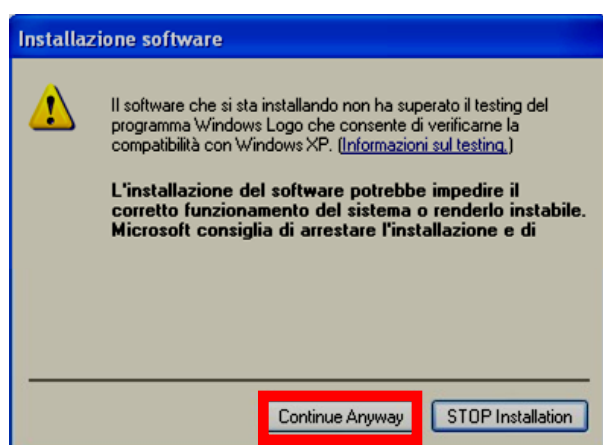 Installazione software
Il software che si sta installando non ha superato il testing del
programma Windows Logo che consente di verificarne la
compatibilità con Windows XP. (Informazioni sul testing.)
L'installazione del software potrebbe impedire il
corretto funzionamento del sistema o renderlo instabile.
Microsoft consiglia di arrestare l'installazione e di
Continue Anyway
STOP Installation